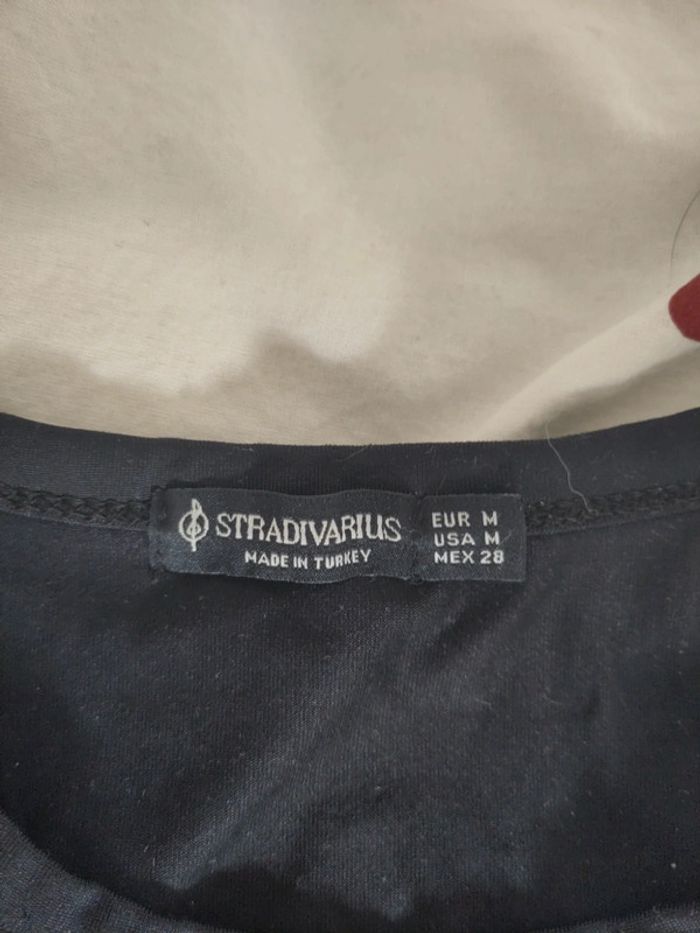 STRADIVARIUS
MADE IN TURKEY
EUR M
USA M
MEX 28